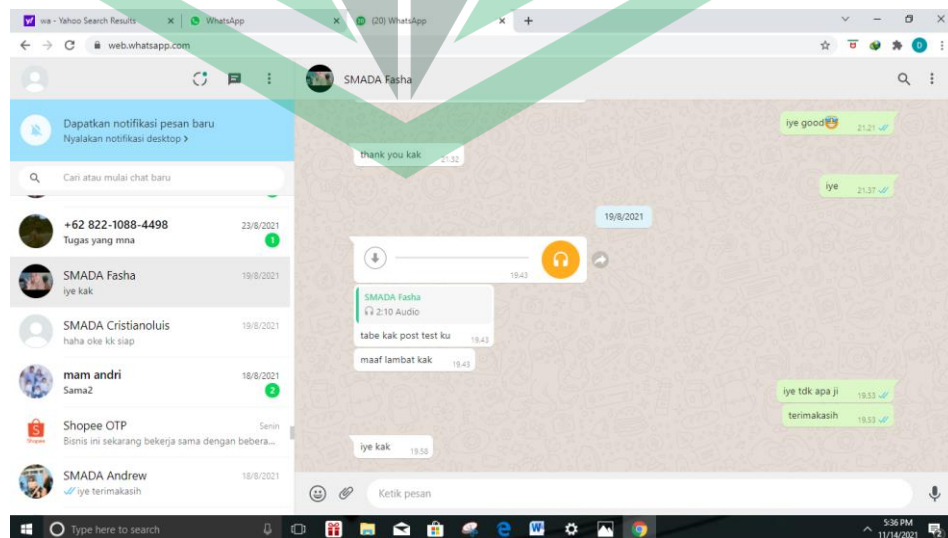 wa - Yahoo Search Results
WhatsApp
(20) WhatsApp
web.whatsapp.com
D
SMADA Fasha
Dapatkan notifikasi pesan baru
Nyalakan notifikasi desktop >
Cari atau mulai chat baru
+62 822-1088-4498 23/8/2021
Tugas yang mna 1
SMADA Fasha 19/8/2021
iye kak
SMADA Cristianoluis 19/8/2021
haha oke kk siap
mam andri 18/8/2021
Sama2 2
Shopee OTP Senin
Bisnis ini sekarang bekerja sama dengan bebera...
SMADA Andrew 18/8/2021
iye terimakasih
iye good🤓 21.21
thank you kak 21.32
iye 21.37
19/8/2021
19.43
SMADA Fasha
2:10 Audio
tabe kak post test ku 19.43
maaf lambat kak 19.43
iye tdk apa ji 19.53
terimakasih 19.53
iye kak 19.58
Ketik pesan
Type here to search
5:36 PM
11/14/2021